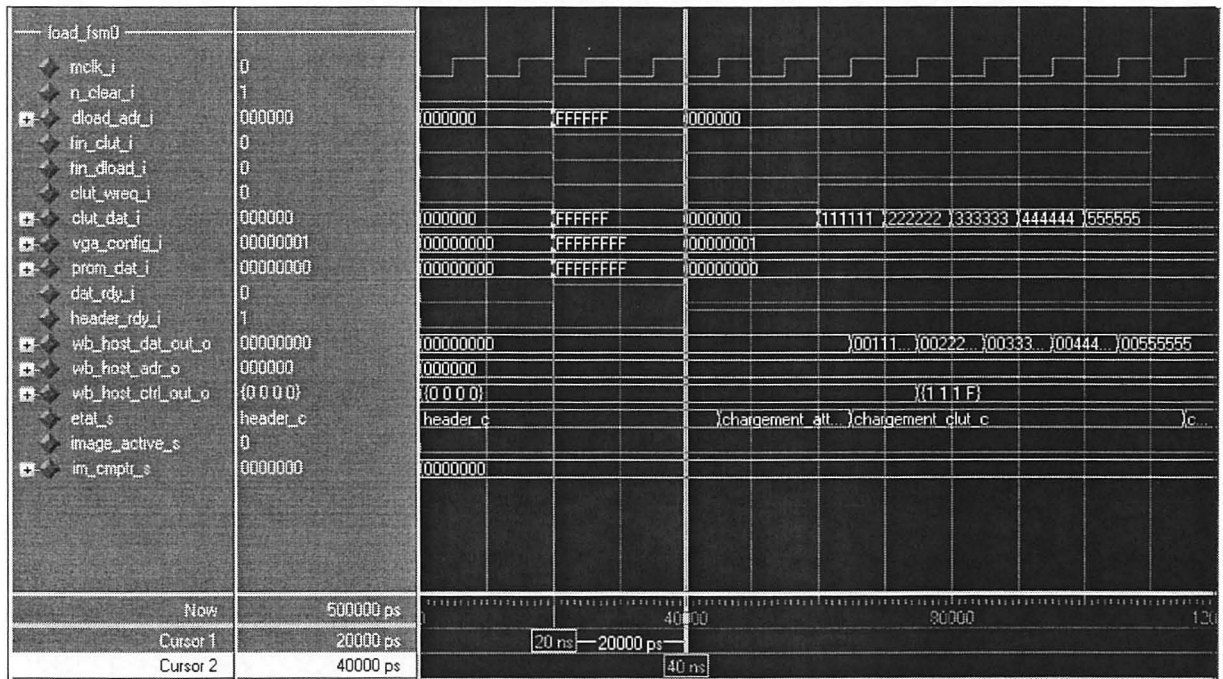 load_fsm0
mclk_i 0
n_clear_i 1
dload_adr_i 000000 000000 FFFFFF 000000
fin_clut_i 0
fin_dload_i 0
clut_wreq_i 0
clut_dat_i 000000 000000 FFFFFF 000000 111111 222222 333333 444444 555555
vga_config_i 00000001 00000000 FFFFFFFF 00000001
prom_dat_i 00000000 00000000 FFFFFFFF 00000000
dat_rdy_i 0
header_rdy_i 1
wb_host_dat_out_o 00000000 00000000 00111... 00222... 00333... 00444... 00555555
wb_host_adr_o 000000 000000
wb_host_ctrl_out_o {0 0 0 0} {0 0 0 0} {1 1 1 F}
etat_s header_c header_c chargement_att... chargement_clut_c c...
image_active_s 0
im_cmptr_s 0000000 0000000
Now 500000 ps 40000 80000 120
Cursor 1 20000 ps 20 ns 20000 ps
Cursor 2 40000 ps 40 ns